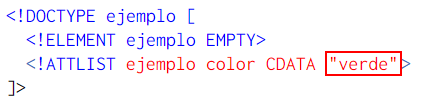 <!DOCTYPE ejemplo [
<!ELEMENT ejemplo EMPTY>
<!ATTLIST ejemplo color CDATA "verde">
]>